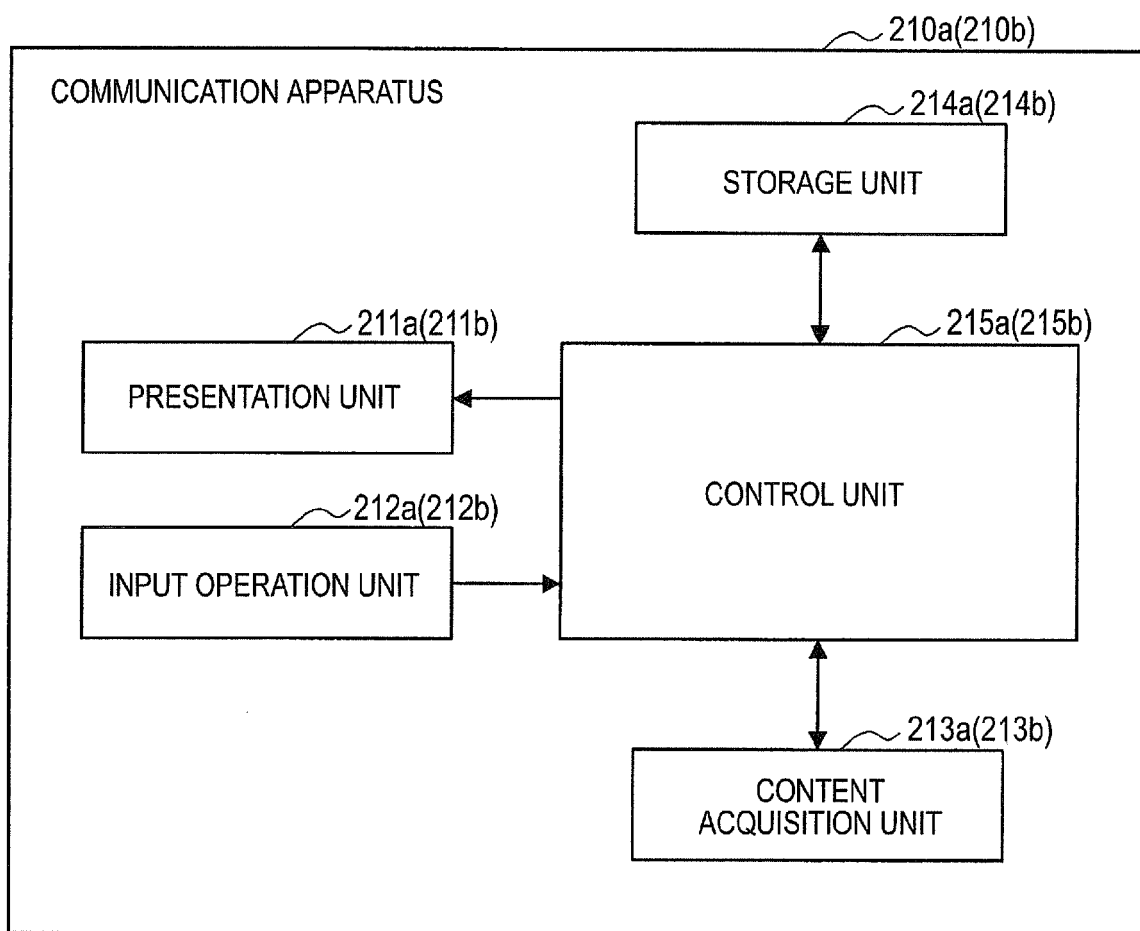 210a(210b)
COMMUNICATION APPARATUS
214a(214b)
STORAGE UNIT
211a(211b)
215a(215b)
PRESENTATION UNIT
CONTROL UNIT
212a(212b)
INPUT OPERATION UNIT
213a(213b)
CONTENT
ACQUISITION UNIT